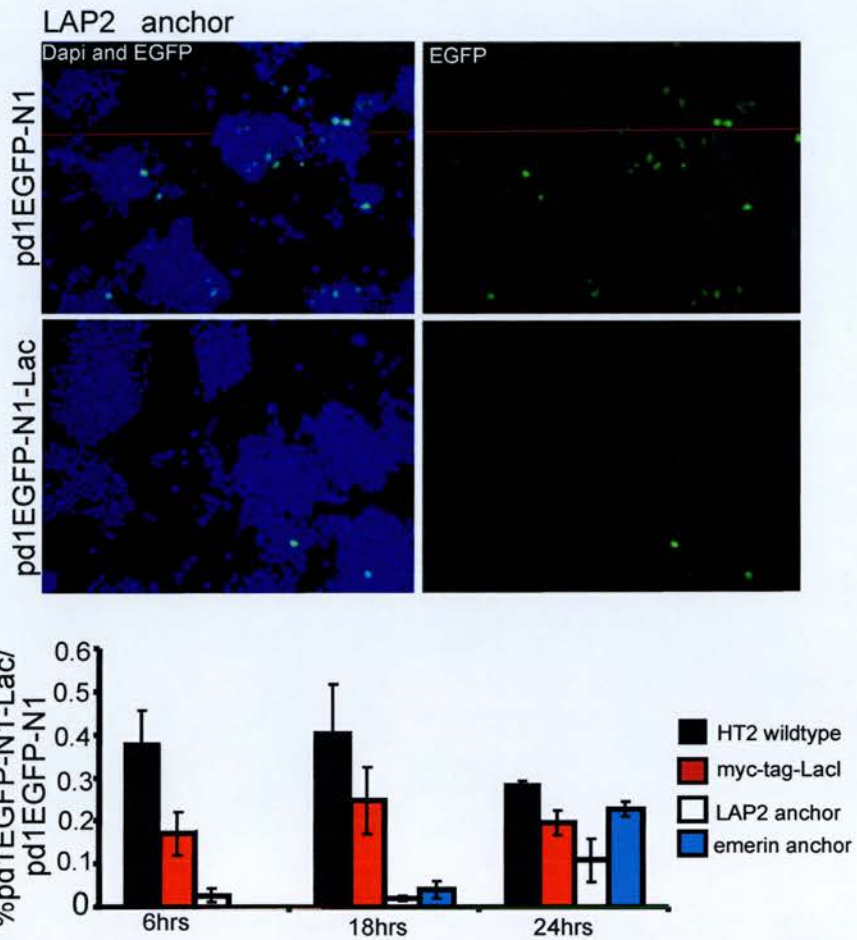 LAP2 anchor
Dapi and EGFP
EGFP
pd1EGFP-N1
pd1EGFP-N1-Lac
%pd1EGFP-N1-Lac/
pd1EGFP-N1
0.6
0.5
0.4
0.3
0.2
0.1
0
6hrs
18hrs
24hrs
HT2 wildtype
myc-tag-LacI
LAP2 anchor
emerin anchor